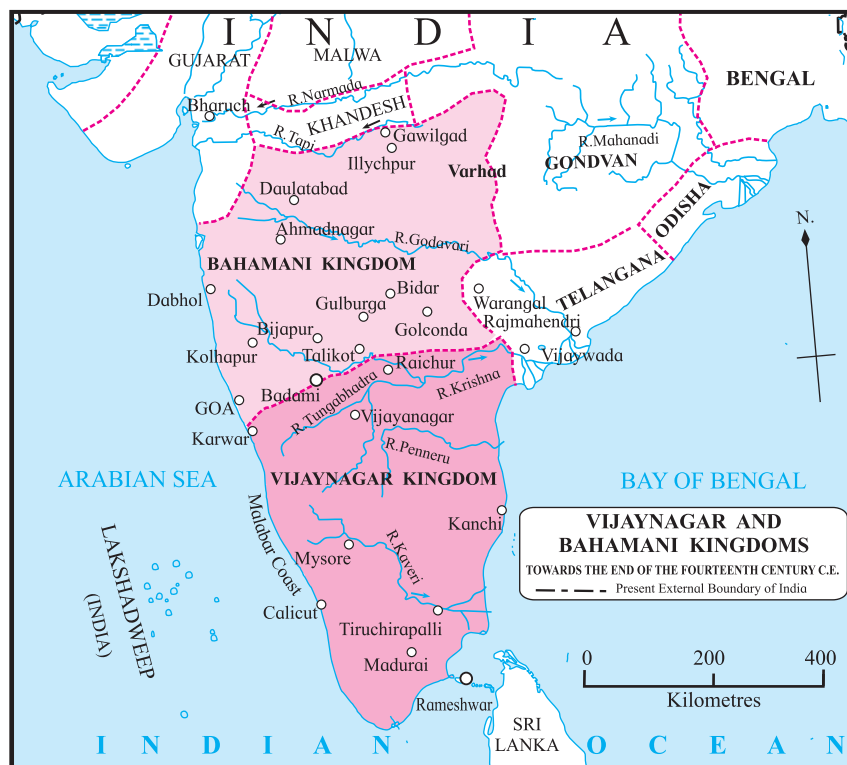 I N D I A
MALWA
GUJARAT
BENGAL
R.Narmada
Bharuch
KHANDESH
R.Tapi
Gawilgad
R.Mahanadi
Illychpur
GONDVAN
Varhad
Daulatabad
ODISHA
N.
Ahmadnagar
R.Godavari
BAHAMANI KINGDOM
TELANGANA
Dabhol
Bidar
Warangal
Gulburga
Rajmahendri
Bijapur
Golconda
Kolhapur
Talikot
Vijaywada
Raichur
R.Krishna
Badami
R.Tungabhadra
GOA
Vijayanagar
Karwar
R.Penneru
ARABIAN SEA
VIJAYNAGAR KINGDOM
BAY OF BENGAL
Malabar Coast
Kanchi
VIJAYNAGAR AND
BAHAMANI KINGDOMS
TOWARDS THE END OF THE FOURTEENTH CENTURY C.E.
Present External Boundary of India
LAKSHADWEEP
(INDIA)
Mysore
R.Kaveri
Calicut
Tiruchirapalli
Madurai
0 200 400
Kilometres
Rameshwar
SRI
LANKA
I N D I A N O C E A N